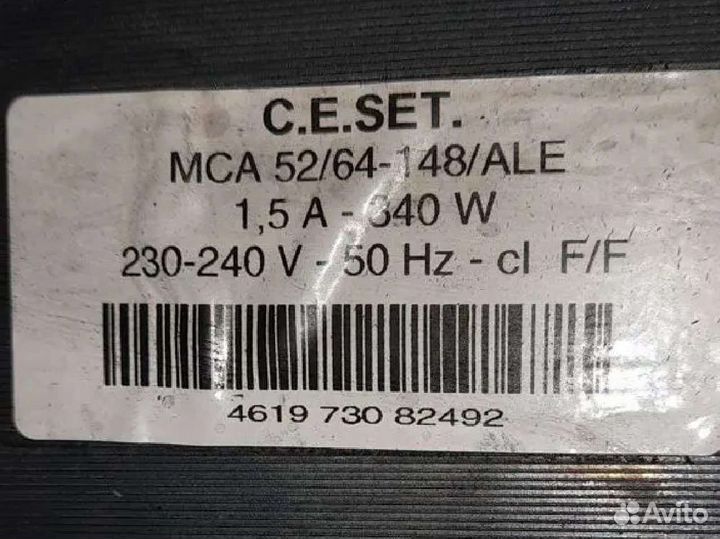 C.E.SET.
MCA 52/64-148/ALE
1,5 A - 340 W
230-240 V - 50 Hz - cl F/F
4619 730 82492
Avito